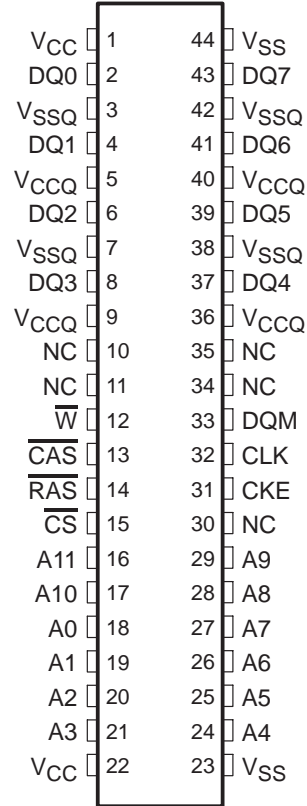 VCC 1 44 VSS
DQ0 2 43 DQ7
VSSQ 3 42 VSSQ
DQ1 4 41 DQ6
VCCQ 5 40 VCCQ
DQ2 6 39 DQ5
VSSQ 7 38 VSSQ
DQ3 8 37 DQ4
VCCQ 9 36 VCCQ
NC 10 35 NC
NC 11 34 NC
W̅ 12 33 DQM
C̅A̅S̅ 13 32 CLK
R̅A̅S̅ 14 31 CKE
C̅S̅ 15 30 NC
A11 16 29 A9
A10 17 28 A8
A0 18 27 A7
A1 19 26 A6
A2 20 25 A5
A3 21 24 A4
VCC 22 23 VSS